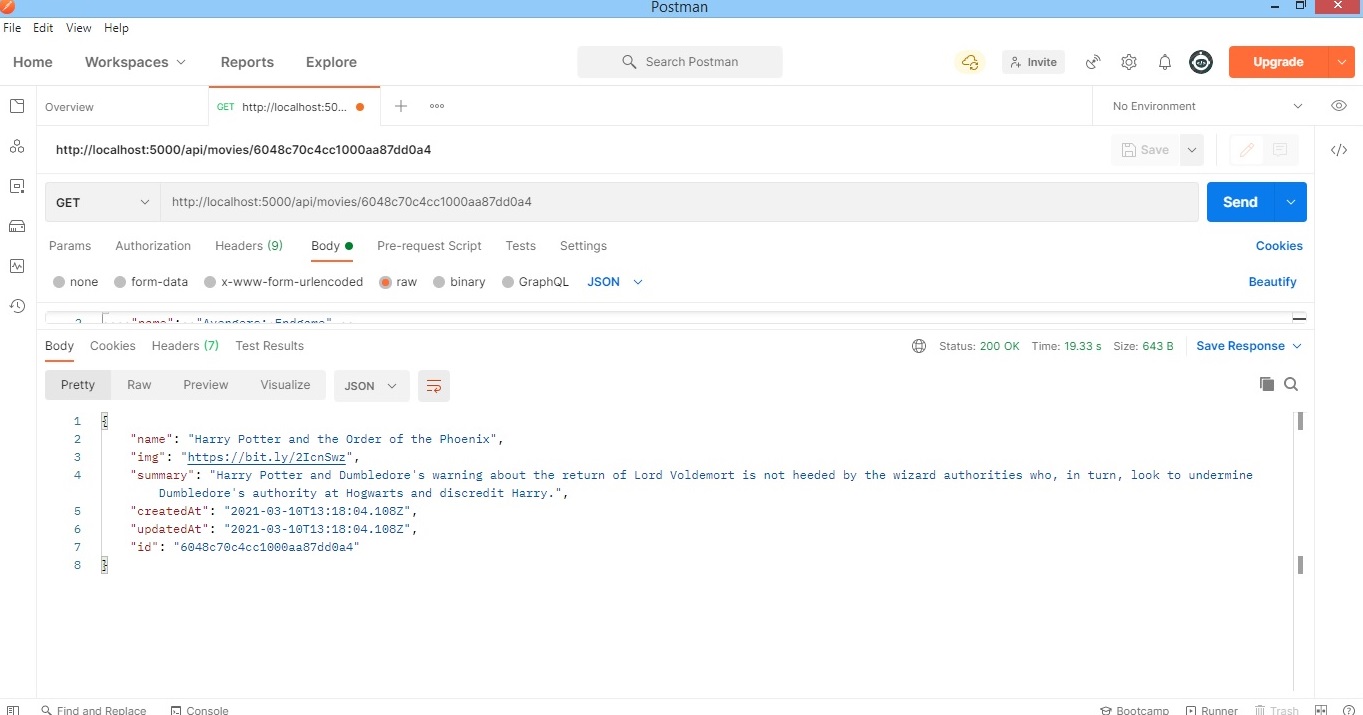 Postman
File Edit View Help
Home Workspaces Reports Explore Search Postman Invite Upgrade
Overview GET http://localhost:50... No Environment
http://localhost:5000/api/movies/6048c70c4cc1000aa87dd0a4 Save
GET http://localhost:5000/api/movies/6048c70c4cc1000aa87dd0a4 Send
Params Authorization Headers (9) Body Pre-request Script Tests Settings Cookies
none form-data x-www-form-urlencoded raw binary GraphQL JSON Beautify
2 "name": "Avengers: Endgame"
Body Cookies Headers (7) Test Results Status: 200 OK Time: 19.33 s Size: 643 B Save Response
Pretty Raw Preview Visualize JSON
1 {
2 "name": "Harry Potter and the Order of the Phoenix",
3 "img": "https://bit.ly/2IcnSwz",
4 "summary": "Harry Potter and Dumbledore's warning about the return of Lord Voldemort is not heeded by the wizard authorities who, in turn, look to undermine
Dumbledore's authority at Hogwarts and discredit Harry.",
5 "createdAt": "2021-03-10T13:18:04.108Z",
6 "updatedAt": "2021-03-10T13:18:04.108Z",
7 "id": "6048c70c4cc1000aa87dd0a4"
8 }
Find and Replace Console Bootcamp Runner Trash